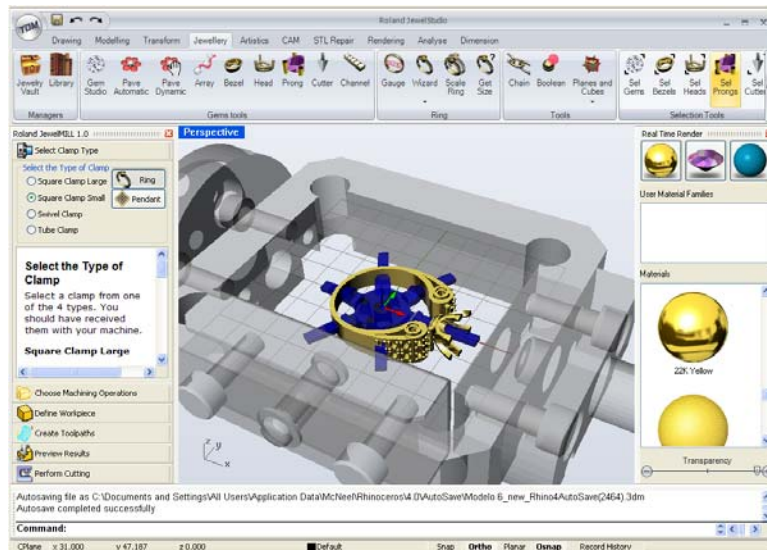 TDM
Roland JewelStudio
Drawing Modelling Transform Jewellery Artistics CAM STL Repair Rendering Analyse Dimension
Jewelry Vault Library Gem Studio Pave Automatic Pave Dynamic Array Bezel Head Prong Cutter Channel Gauge Wizard Scale Ring Get Size Chain Boolean Planes and Cubes Sel Gems Sel Bezels Sel Heads Sel Prongs Sel Cutter
Managers Gems tools Ring Tools Selection Tools
Roland JewelMILL 1.0
Select Clamp Type
Select the Type of Clamp
Square Clamp Large
Square Clamp Small
Swivel Clamp
Tube Clamp
Ring
Pendant
Select the Type of
Clamp
Select a clamp from one
of the 4 types. You
should have received
them with your machine.
Square Clamp Large
Choose Machining Operations
Define Workpiece
Create Toolpaths
Preview Results
Perform Cutting
Perspective
z y
x
Real Time Render
User Material Families
Materials
22K Yellow
Transparency
Autosaving file as C:\Documents and Settings\All Users\Application Data\McNeel\Rhinoceros\4.0\AutoSave\Modelo 6_new_Rhino4AutoSave(2464).3dm
Autosave completed successfully
Command:
CPlane x 31.000 y 47.187 z 0.000 Default Snap Ortho Planar Osnap Record History